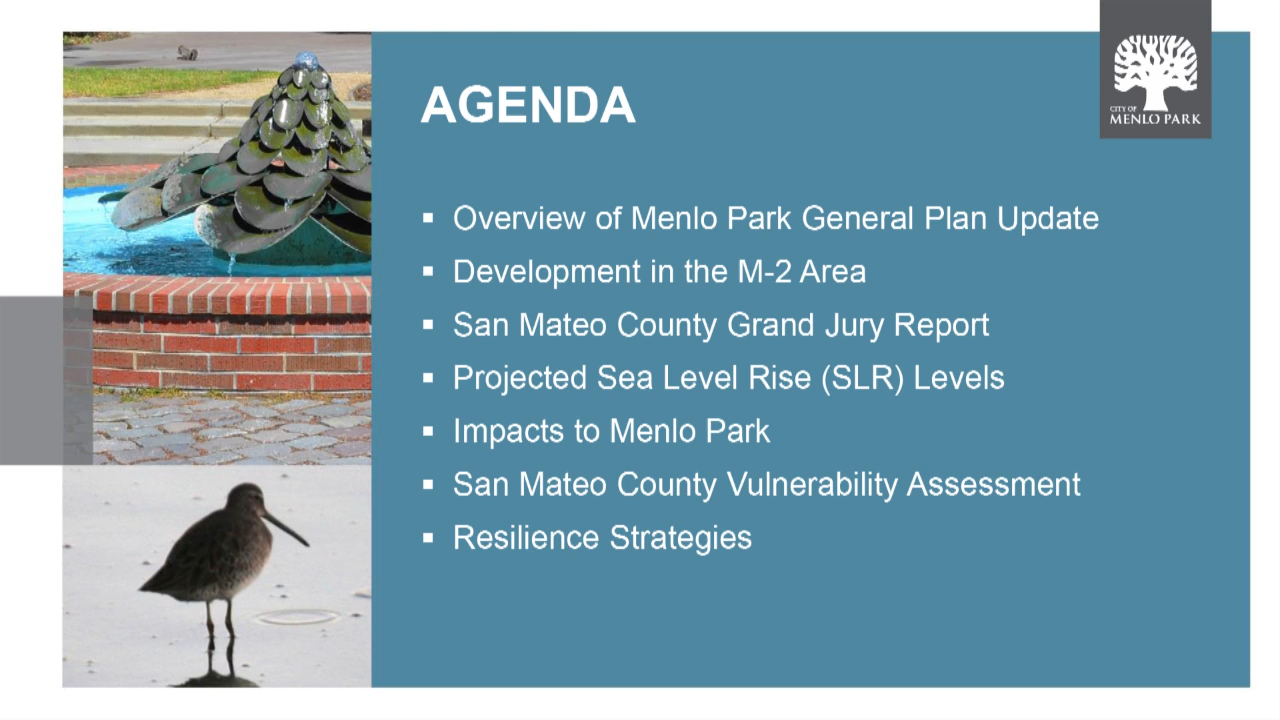 CITY OF
MENLO PARK
AGENDA
▪ Overview of Menlo Park General Plan Update
▪ Development in the M-2 Area
▪ San Mateo County Grand Jury Report
▪ Projected Sea Level Rise (SLR) Levels
▪ Impacts to Menlo Park
▪ San Mateo County Vulnerability Assessment
▪ Resilience Strategies